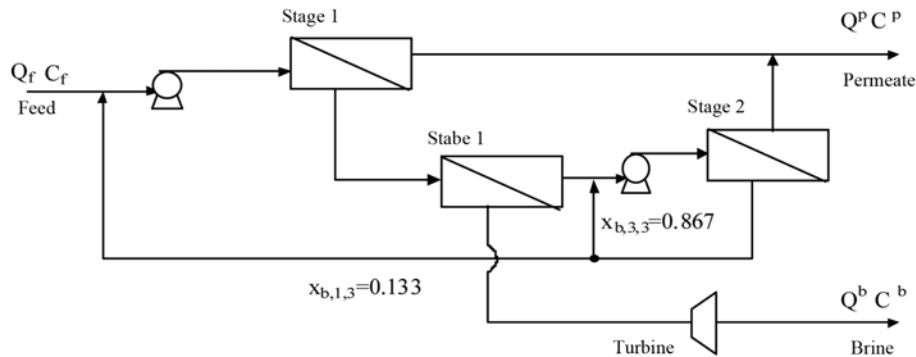 Stage 1
Q^p C^p
Q_f C_f
Feed
Permeate
Stage 2
Stabe 1
x_b,3,3=0.867
x_b,1,3=0.133
Q^b C^b
Turbine
Brine